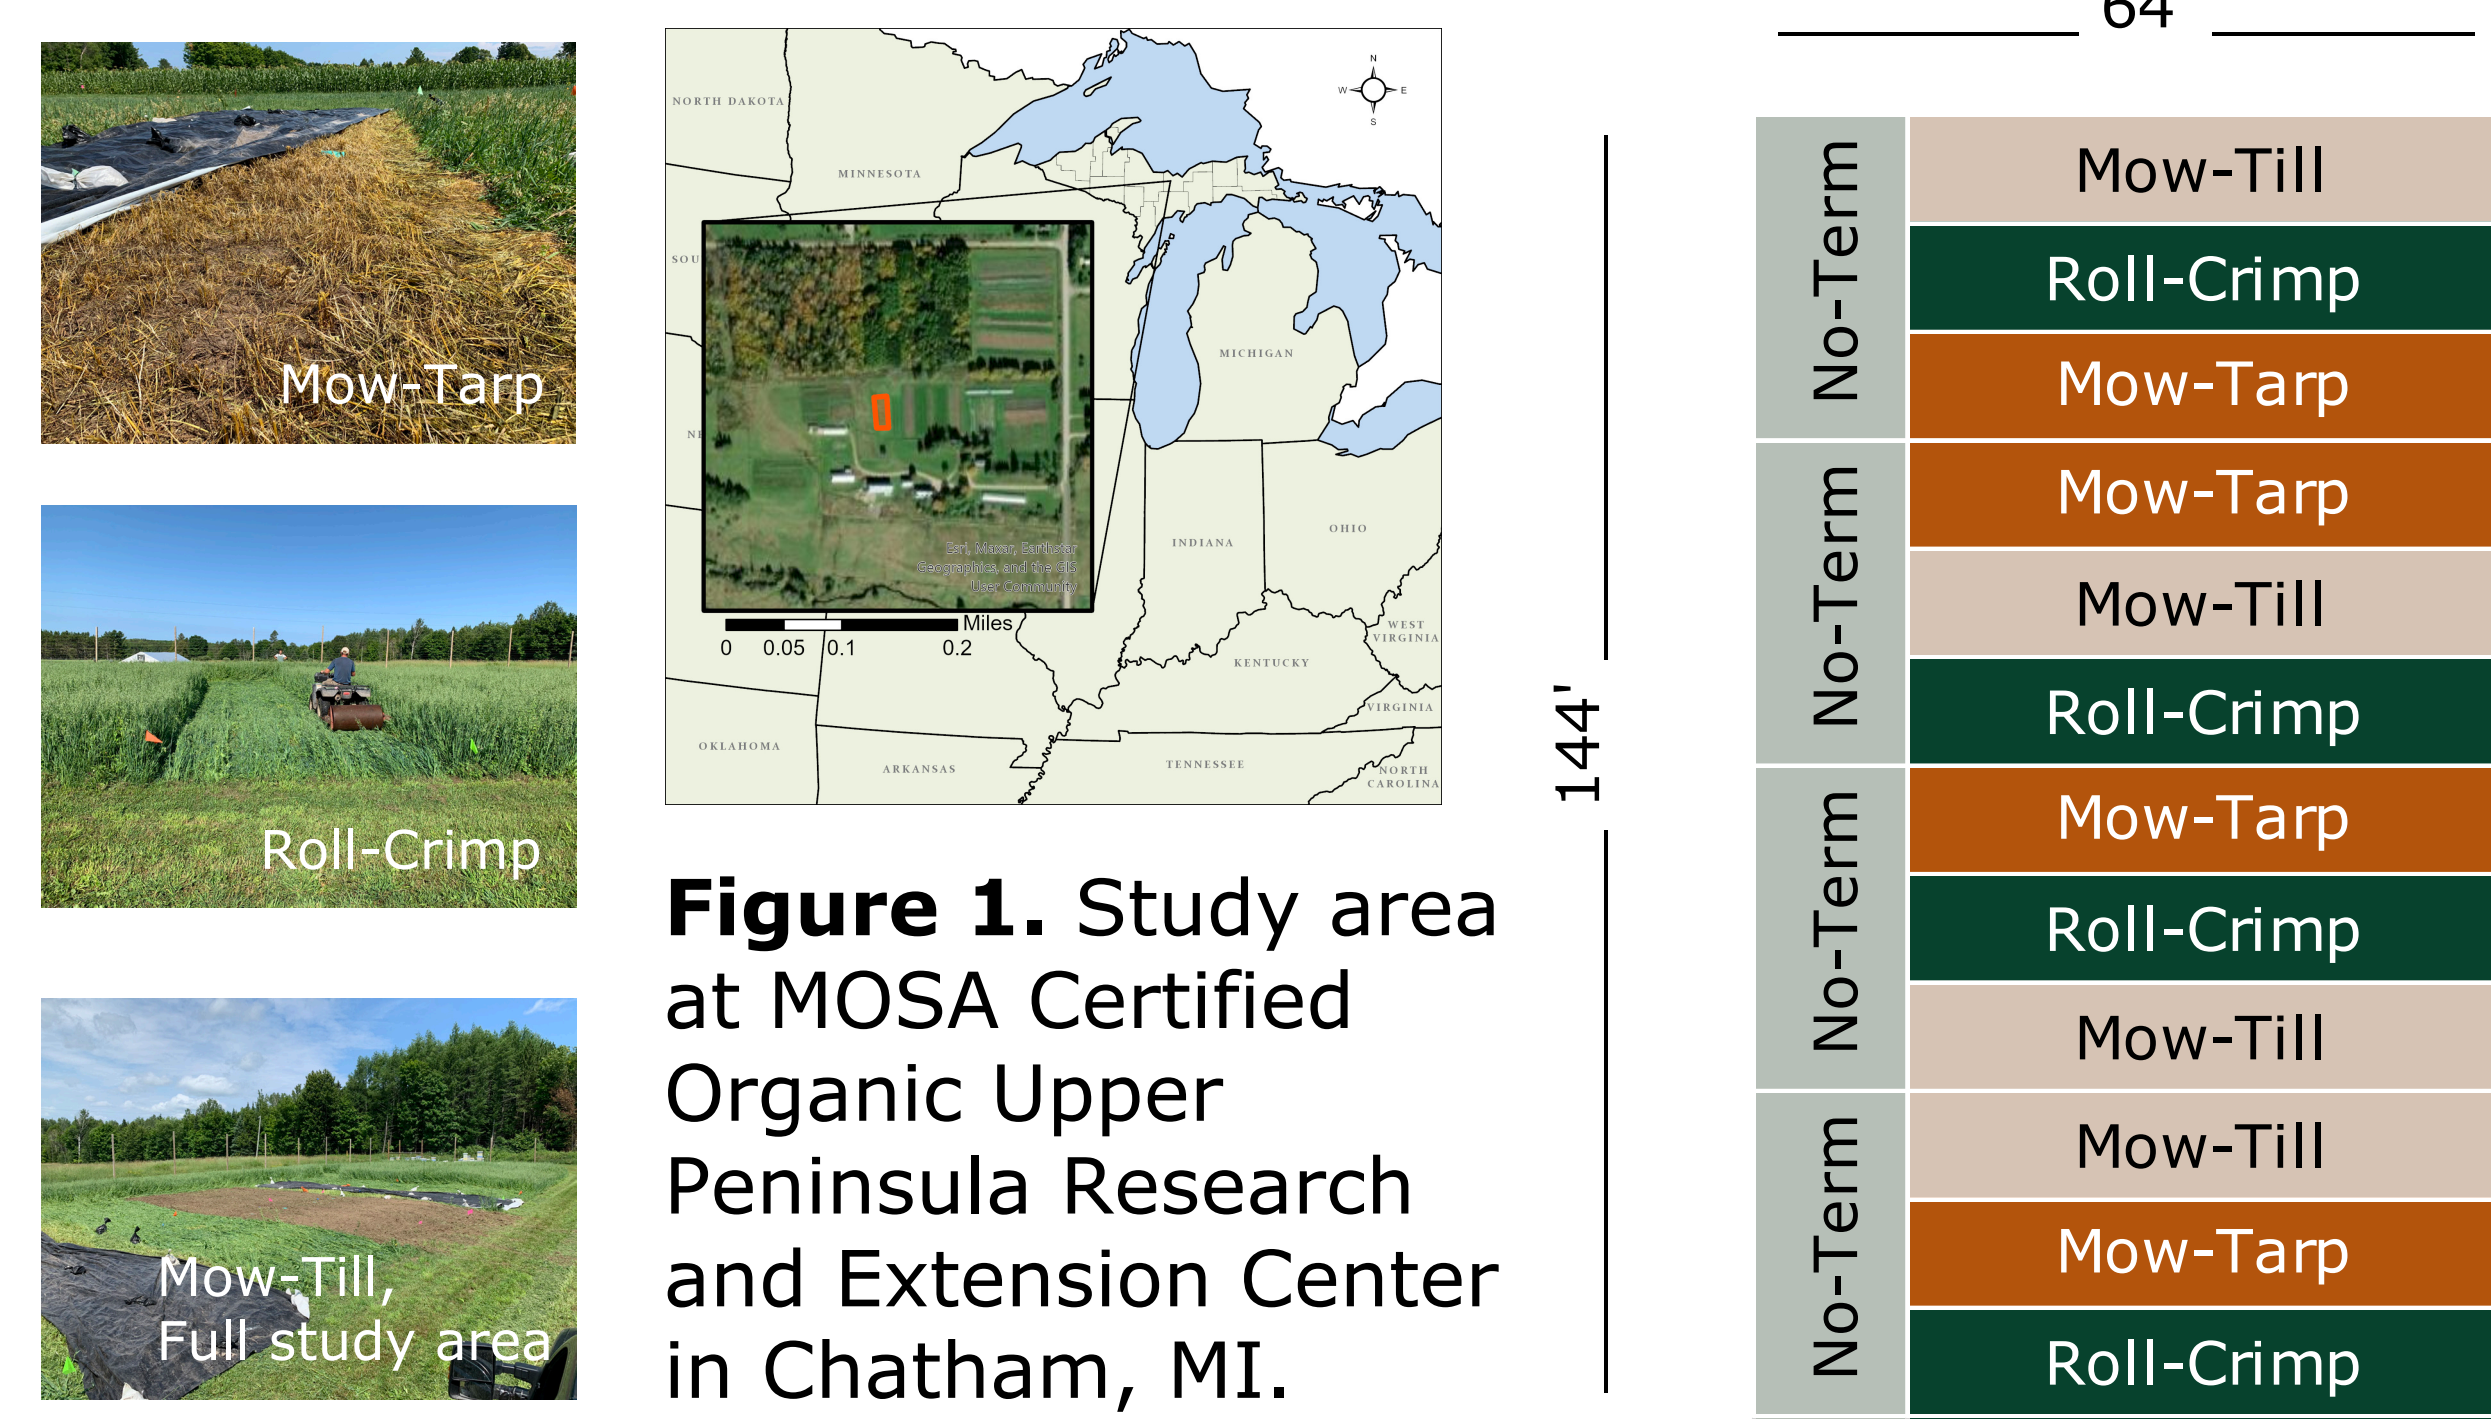 Mow-Tarp
Roll-Crimp
Mow-Till,
Full study area
N
W E
S
NORTH DAKOTA
MINNESOTA
SOU
NE
MICHIGAN
INDIANA
OHIO
WEST
VIRGINIA
KENTUCKY
VIRGINIA
OKLAHOMA
ARKANSAS
TENNESSEE
NORTH
CAROLINA
Esri, Maxar, Earthstar
Geographics, and the GIS
User Community
Miles
0 0.05 0.1 0.2
Figure 1. Study area
at MOSA Certified
Organic Upper
Peninsula Research
and Extension Center
in Chatham, MI.
64
144'
No-Term
Mow-Till
Roll-Crimp
Mow-Tarp
No-Term
Mow-Tarp
Mow-Till
Roll-Crimp
No-Term
Mow-Tarp
Roll-Crimp
Mow-Till
No-Term
Mow-Till
Mow-Tarp
Roll-Crimp